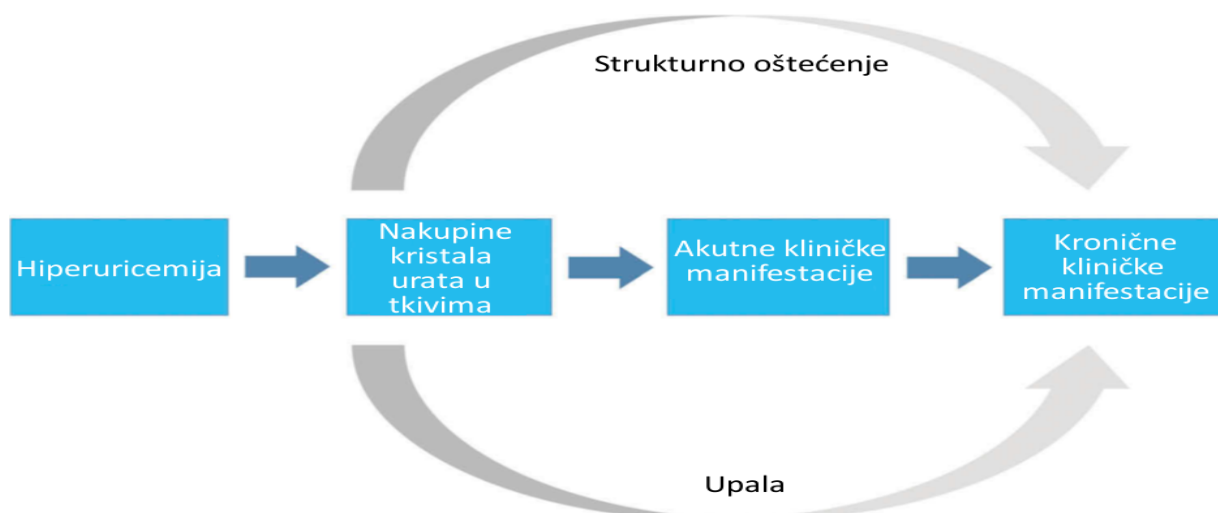 Strukturno oštećenje
Hiperuricemija
Nakupine
kristala
urata u
tkivima
Akutne kliničke
manifestacije
Kronične
kliničke
manifestacije
Upala